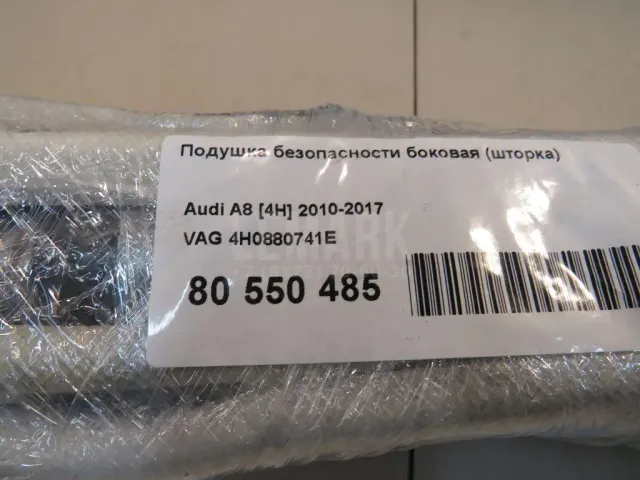 Подушка безопасности боковая (шторка)
Audi A8 [4H] 2010-2017
VAG 4H0880741E
80 550 485